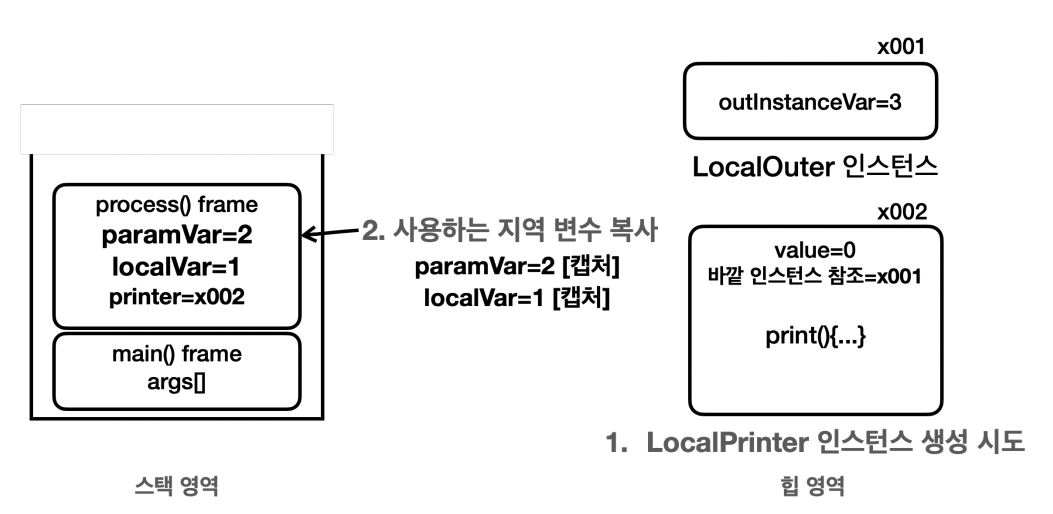 process() frame
paramVar=2
localVar=1
printer=x002
main() frame
args[]
스택 영역
2. 사용하는 지역 변수 복사
paramVar=2 [캡처]
localVar=1 [캡처]
x001
outInstanceVar=3
LocalOuter 인스턴스
x002
value=0
바깥 인스턴스 참조=x001
print(){...}
1. LocalPrinter 인스턴스 생성 시도
힙 영역